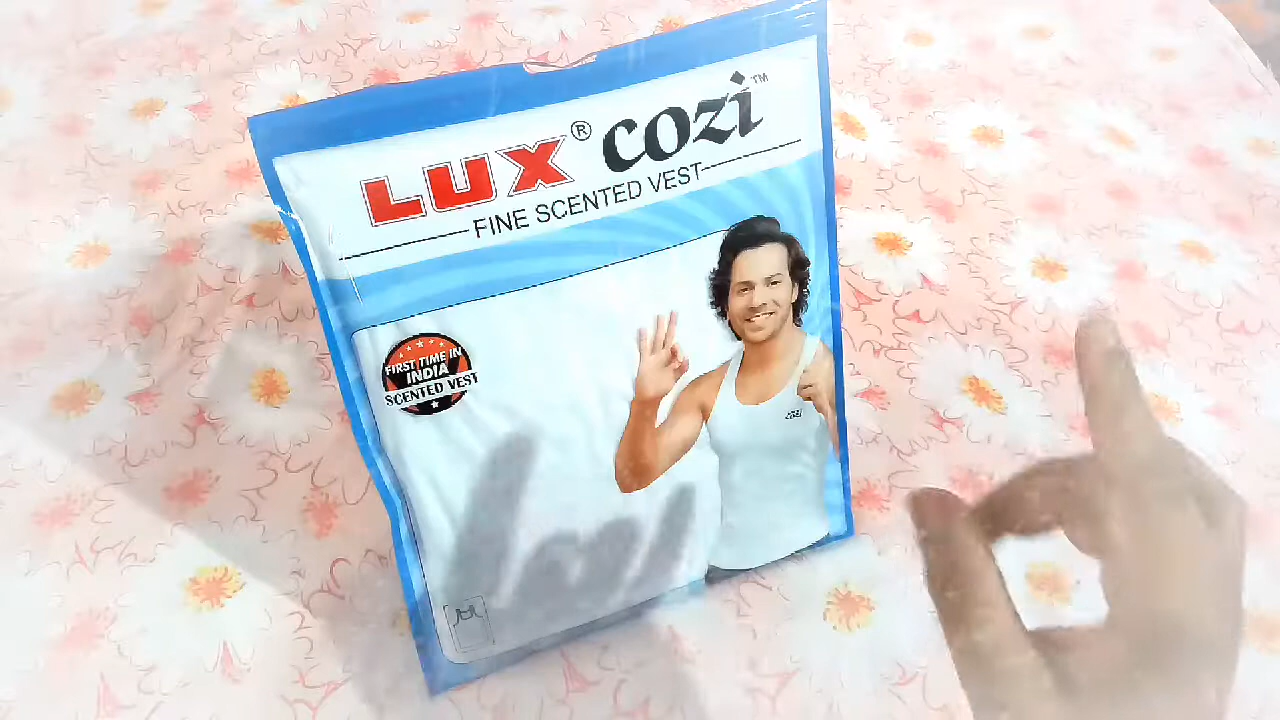 LUX® cozi™
FINE SCENTED VEST
FIRST TIME IN
INDIA
SCENTED VEST
cozi